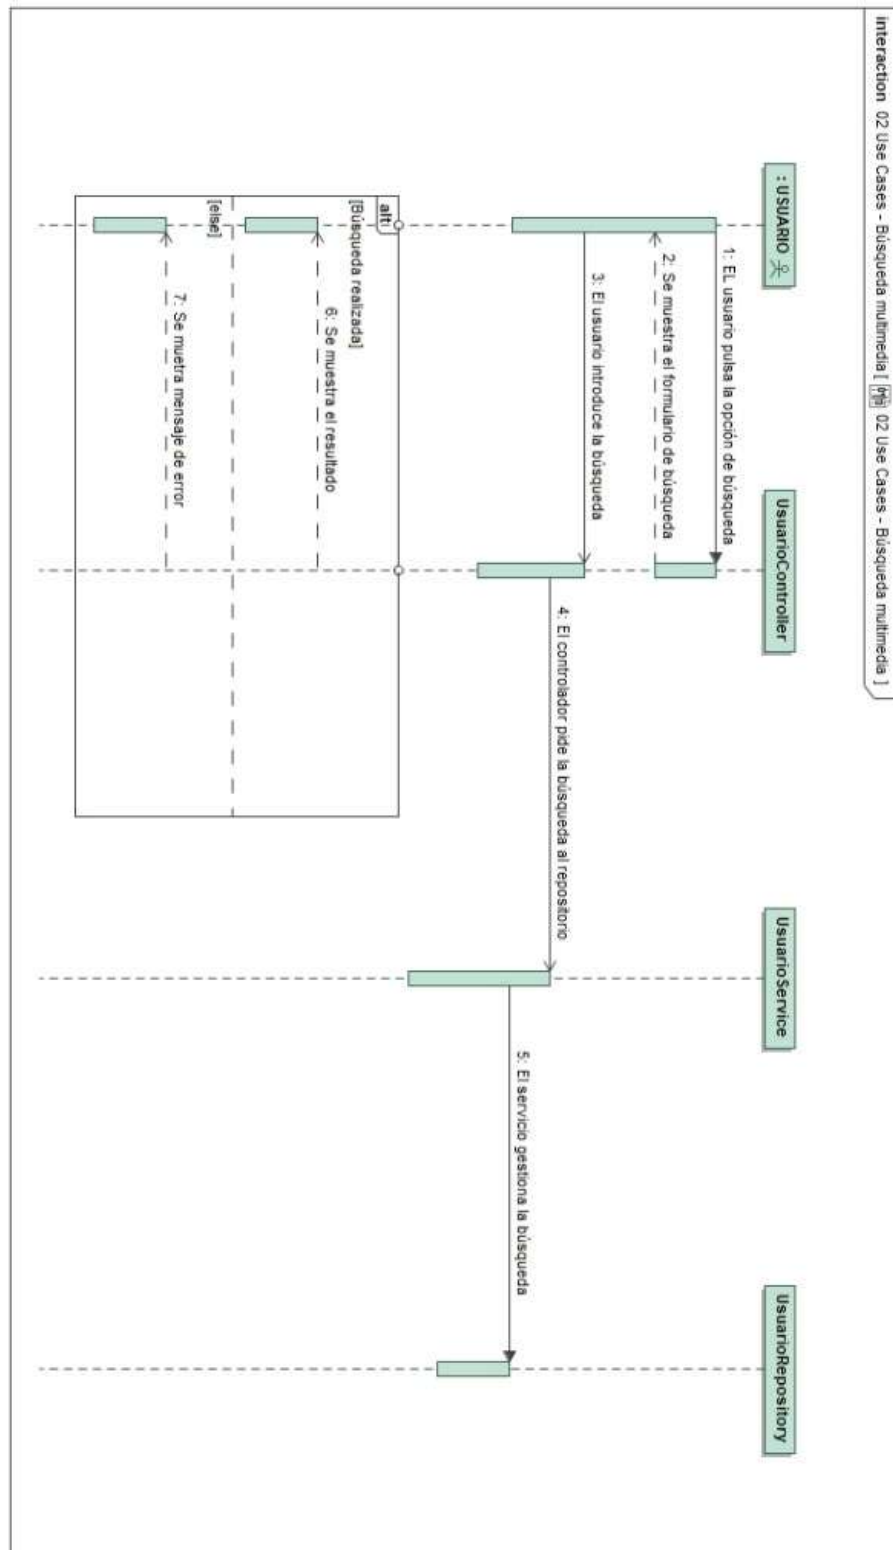 interaction 02 Use Cases - Búsqueda multimedia [ 02 Use Cases - Búsqueda multimedia ]
: USUARIO
UsuarioController
UsuarioService
UsuarioRepository
1: EL usuario pulsa la opción de búsqueda
2: Se muestra el formulario de búsqueda
3: El usuario introduce la búsqueda
4: El controlador pide la búsqueda al repositorio
5: El servicio gestiona la búsqueda
alt
[Búsqueda realizada]
6: Se muestra el resultado
[else]
7: Se muetra mensaje de error